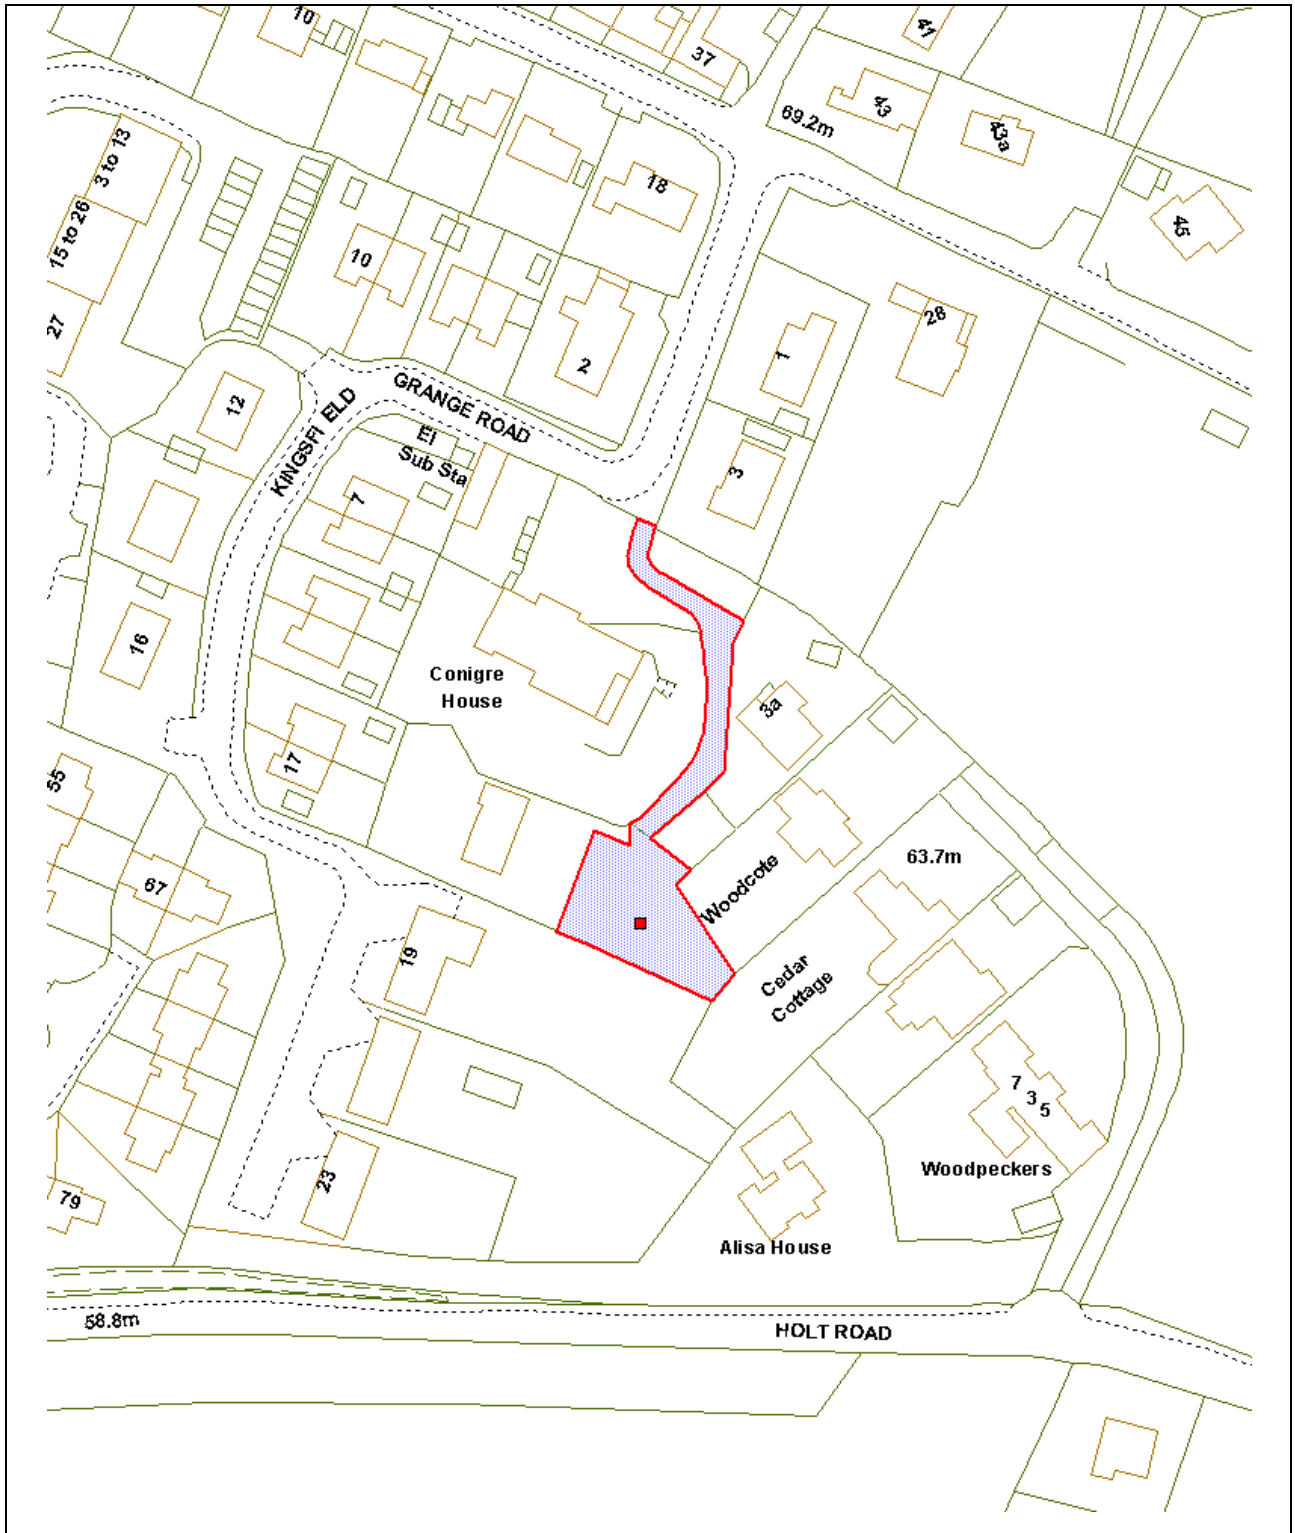 10
37
41
43
69.2m
43a
3 to 13
18
45
15 to 26
10
28
27
2
1
GRANGE ROAD
12
KINGSFI ELD
El
Sub Sta
3
7
16
Conigre
House
3a
17
55
63.7m
67
Woodcote
19
Cedar
Cottage
7
3
5
Woodpeckers
23
79
Alisa House
58.8m
HOLT ROAD